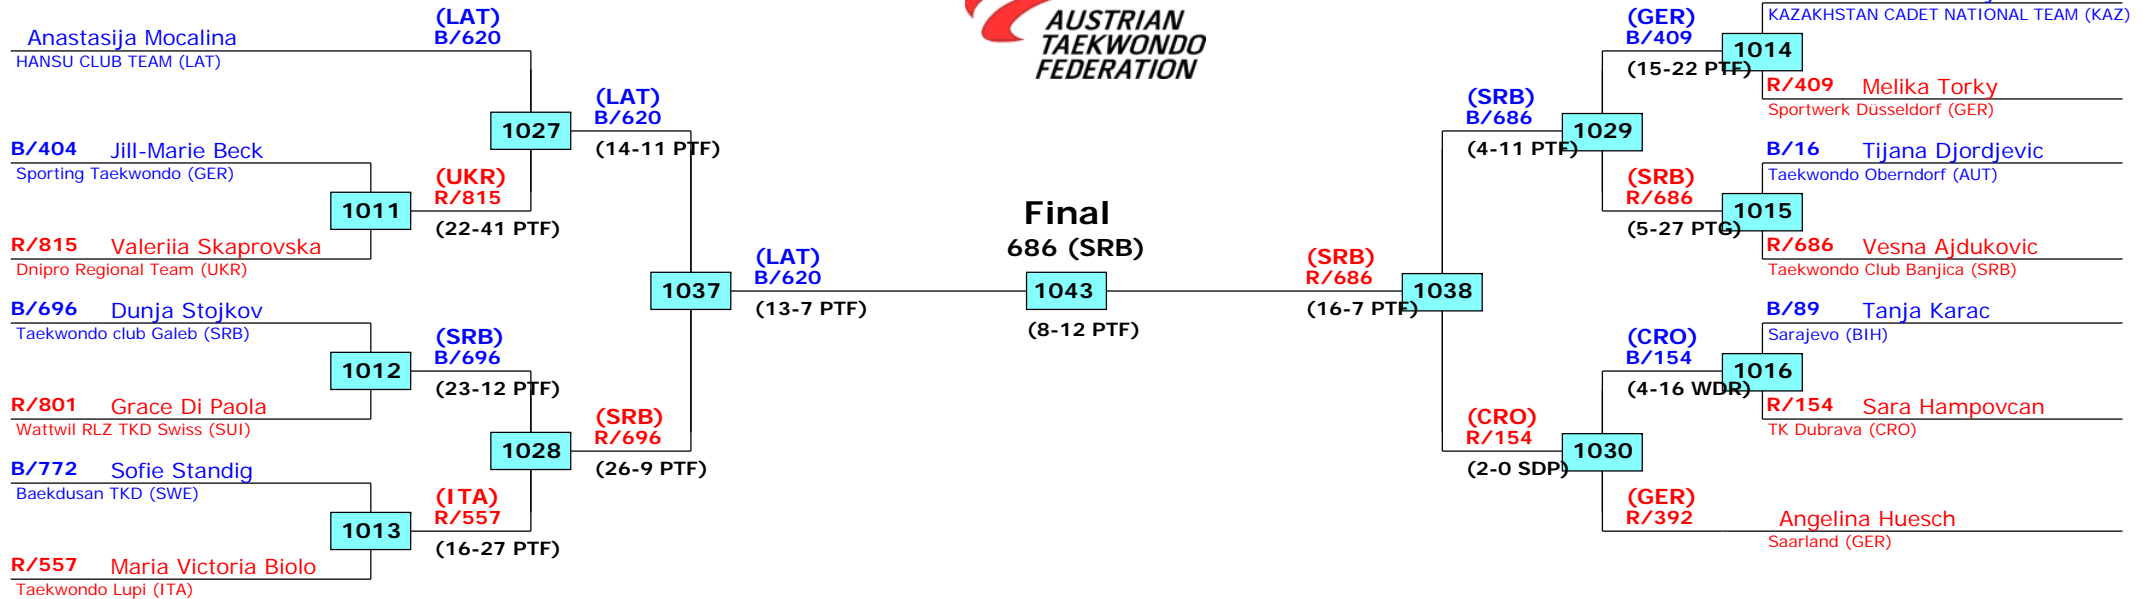 (LAT)
B/620
Anastasija Mocalina
HANSU CLUB TEAM (LAT)
1027
(LAT)
B/620
(14-11 PTF)
B/404 Jill-Marie Beck
Sporting Taekwondo (GER)
1011
(UKR)
R/815
(22-41 PTF)
R/815 Valeriia Skaprovska
Dnipro Regional Team (UKR)
1037
(LAT)
B/620
(13-7 PTF)
B/696 Dunja Stojkov
Taekwondo club Galeb (SRB)
1012
(SRB)
B/696
(23-12 PTF)
R/801 Grace Di Paola
Wattwil RLZ TKD Swiss (SUI)
1028
(SRB)
R/696
(26-9 PTF)
B/772 Sofie Standig
Baekdusan TKD (SWE)
1013
(ITA)
R/557
(16-27 PTF)
R/557 Maria Victoria Biolo
Taekwondo Lupi (ITA)
AUSTRIAN
TAEKWONDO
FEDERATION
Final
686 (SRB)
1043
(8-12 PTF)
(SRB)
R/686
(16-7 PTF)
1038
(SRB)
B/686
(4-11 PTF)
1029
(GER)
B/409
(15-22 PTF)
1014
KAZAKHSTAN CADET NATIONAL TEAM (KAZ)
R/409 Melika Torky
Sportwerk Düsseldorf (GER)
B/16 Tijana Djordjevic
Taekwondo Oberndorf (AUT)
(SRB)
R/686
(5-27 PTG)
1015
R/686 Vesna Ajdukovic
Taekwondo Club Banjica (SRB)
B/89 Tanja Karac
Sarajevo (BIH)
(CRO)
B/154
(4-16 WDR)
1016
R/154 Sara Hampovcan
TK Dubrava (CRO)
(CRO)
R/154
(2-0 SDP)
1030
(GER)
R/392
Angelina Huesch
Saarland (GER)